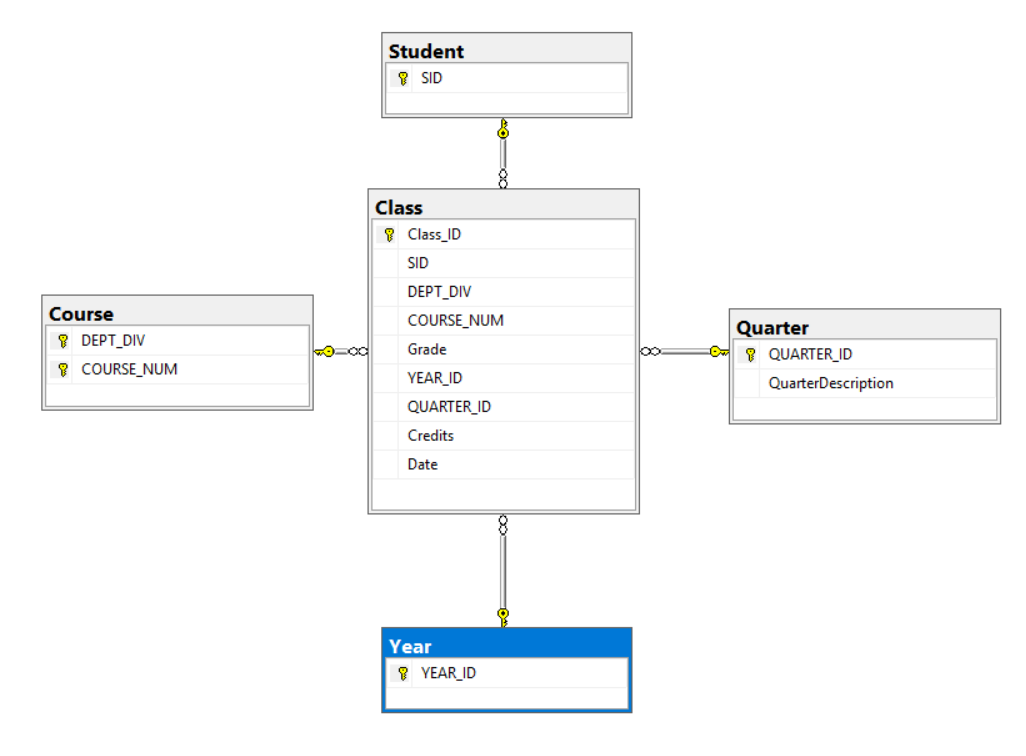 Student
SID
Class
Class_ID
SID
DEPT_DIV
COURSE_NUM
Grade
YEAR_ID
QUARTER_ID
Credits
Date
Course
DEPT_DIV
COURSE_NUM
Quarter
QUARTER_ID
QuarterDescription
Year
YEAR_ID